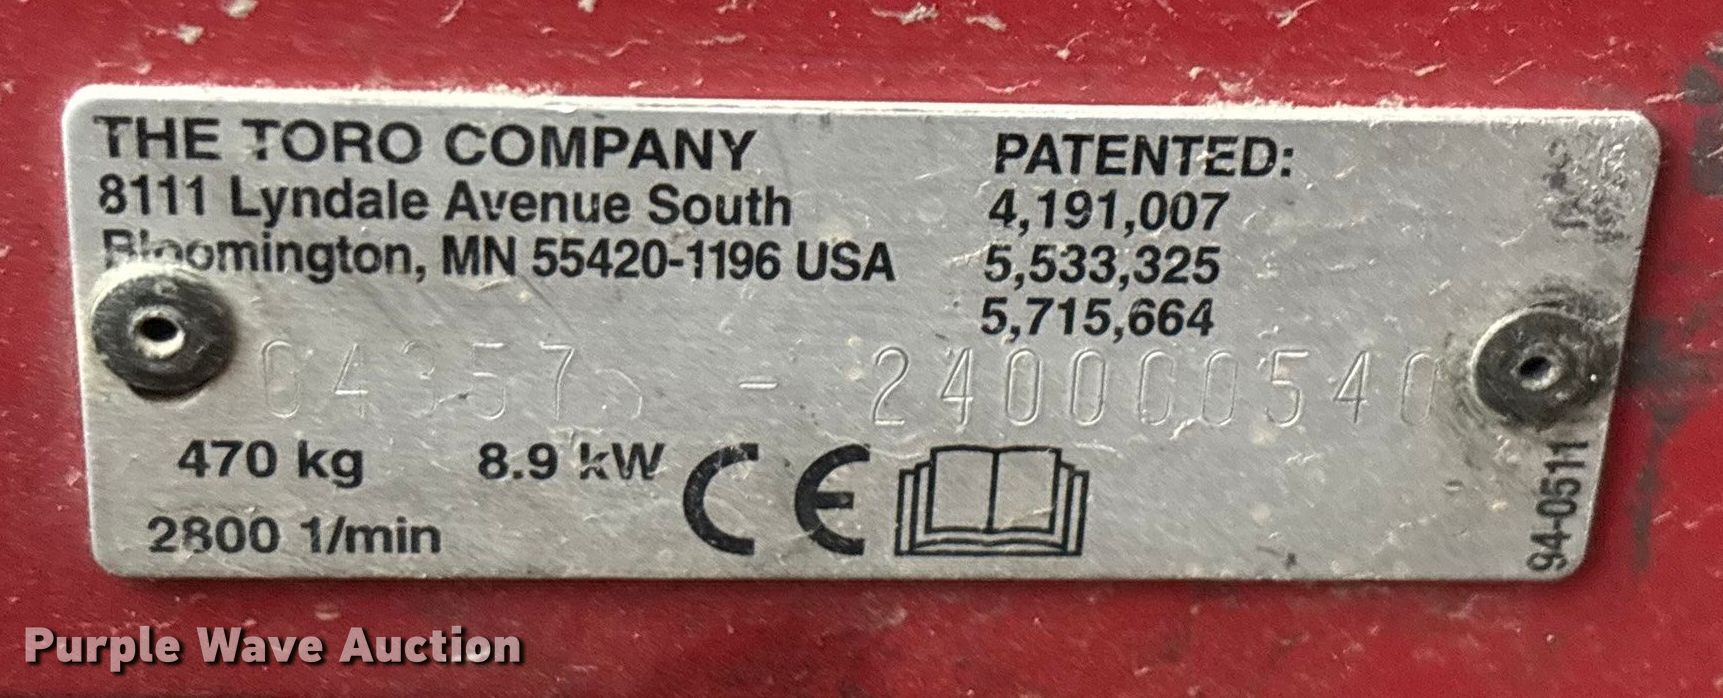 THE TORO COMPANY
8111 Lyndale Avenue South
Bloomington, MN 55420-1196 USA
PATENTED:
4,191,007
5,533,325
5,715,664
- 240000540
470 kg 8.9 kW CE
2800 1/min
94-0511
Purple Wave Auction